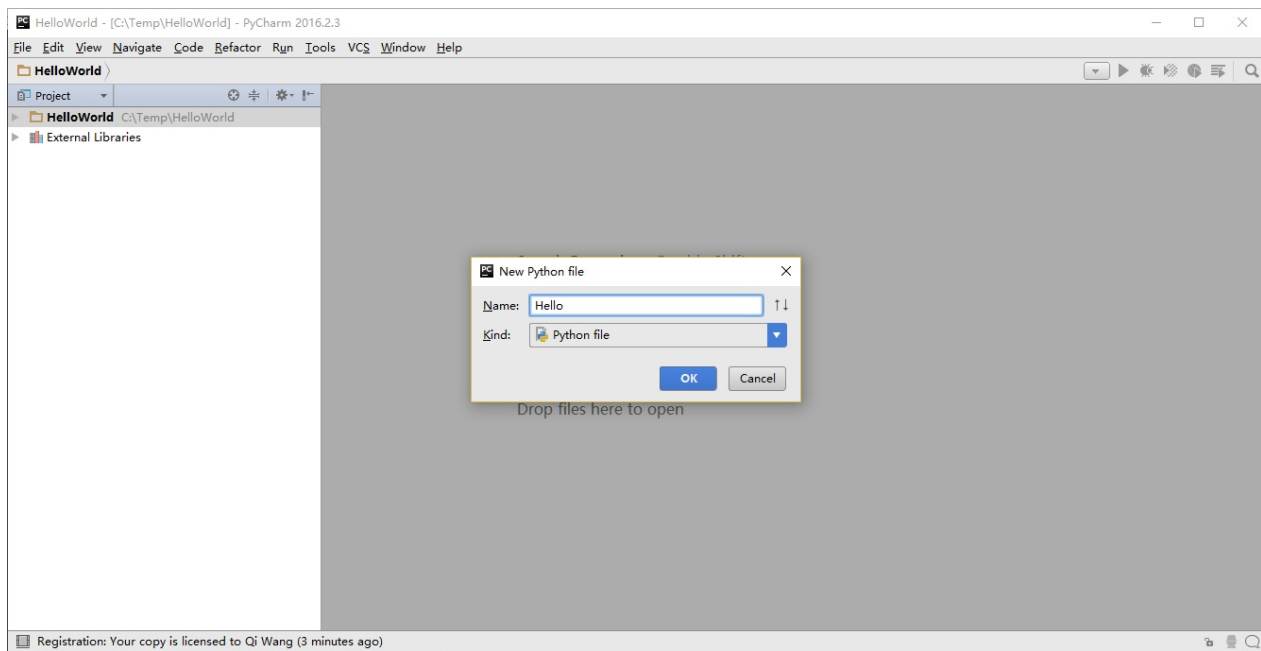 HelloWorld - [C:\Temp\HelloWorld] - PyCharm 2016.2.3
File Edit View Navigate Code Refactor Run Tools VCS Window Help
HelloWorld
Project
HelloWorld C:\Temp\HelloWorld
External Libraries
New Python file
Name: Hello
Kind: Python file
OK Cancel
Drop files here to open
Registration: Your copy is licensed to Qi Wang (3 minutes ago)